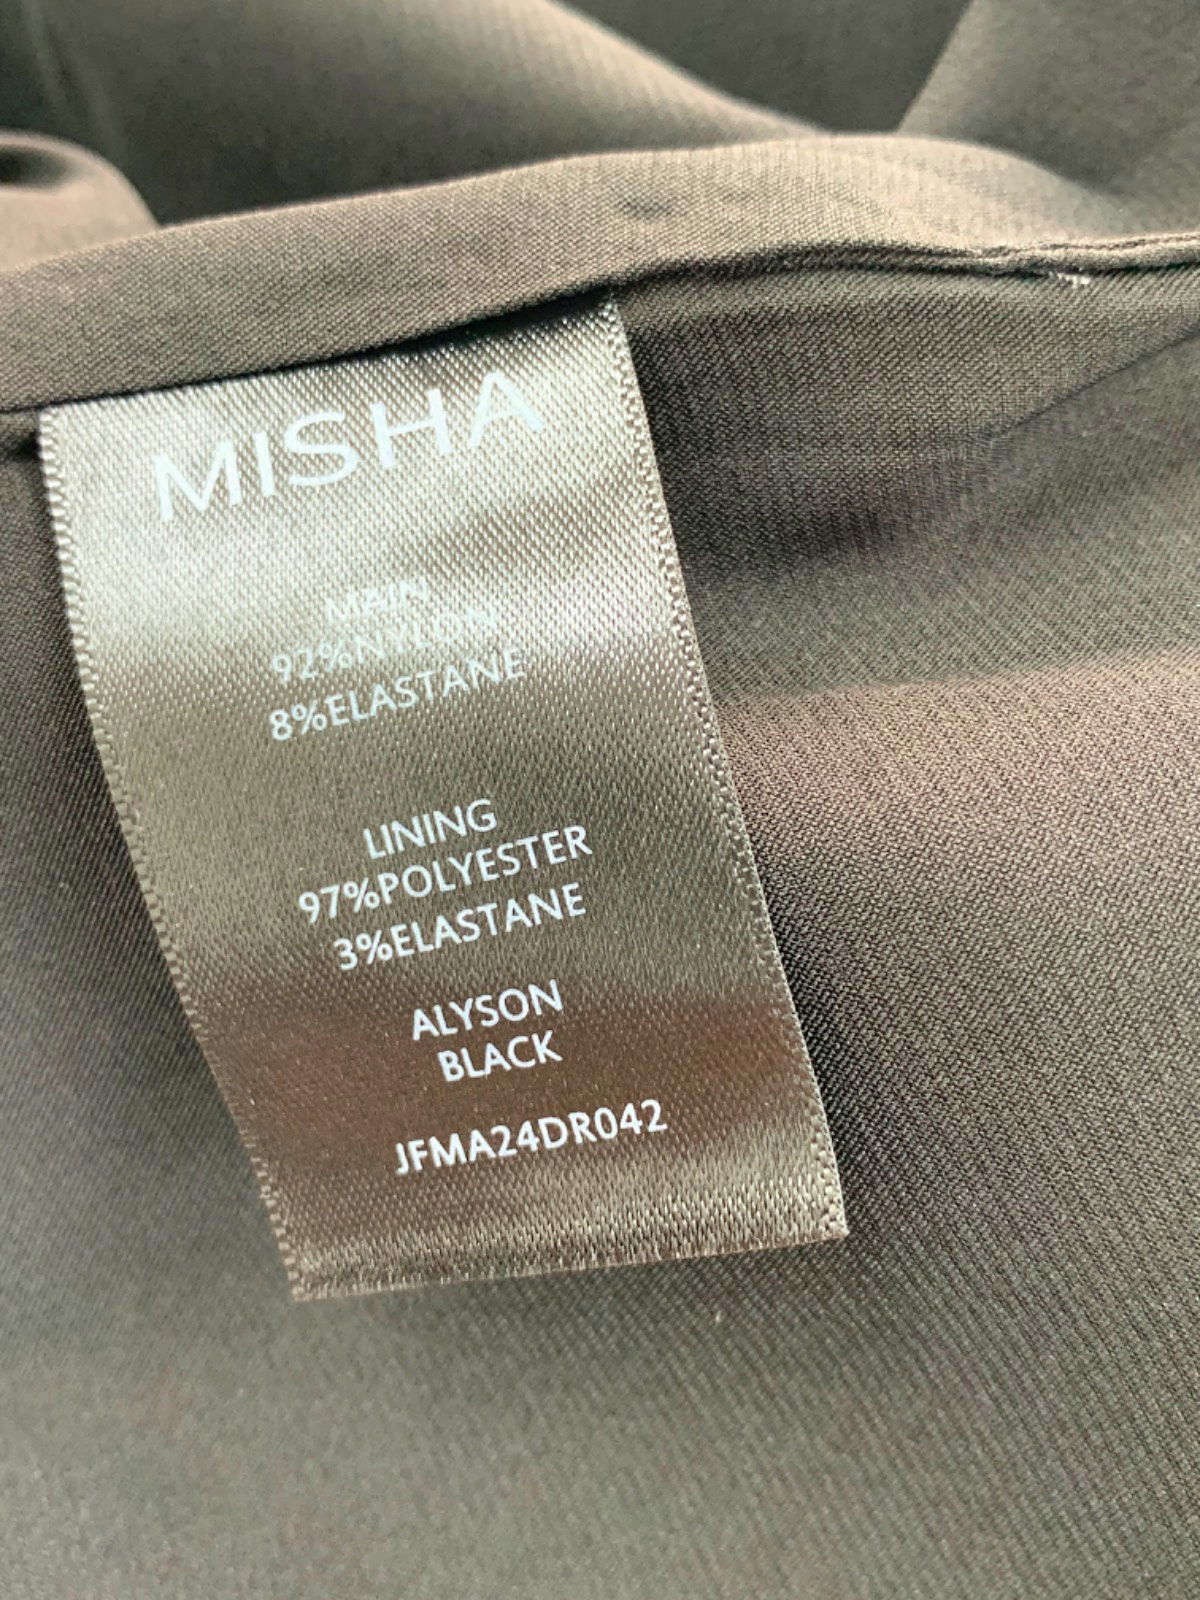 MISHA
MAIN
92%NYLON
8%ELASTANE
LINING
97%POLYESTER
3%ELASTANE
ALYSON
BLACK
JFMA24DR042